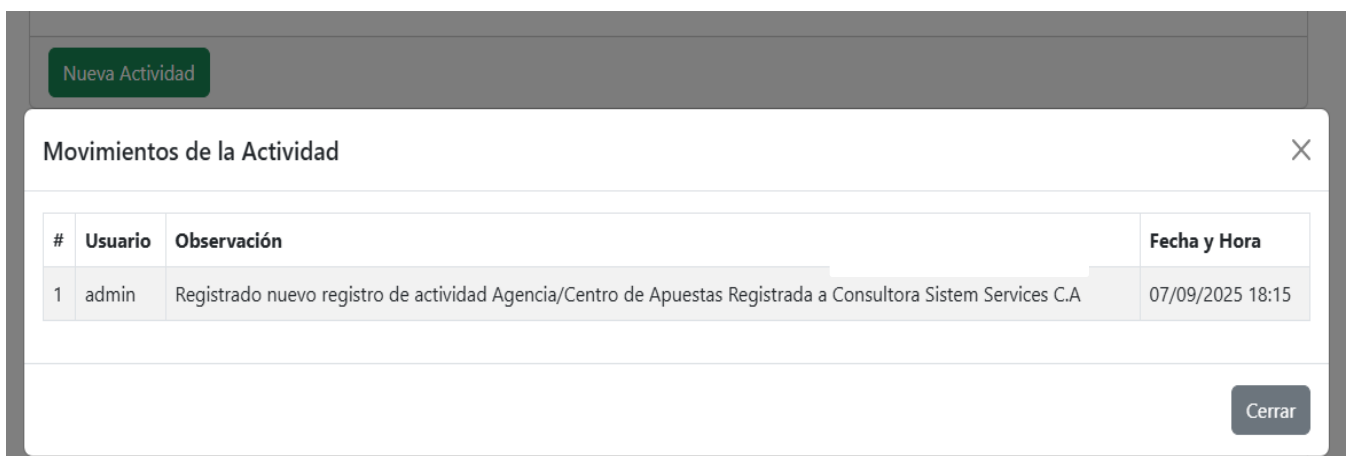 Nueva Actividad
Movimientos de la Actividad
# Usuario Observación Fecha y Hora
1 admin Registrado nuevo registro de actividad Agencia/Centro de Apuestas Registrada a Consultora Sistem Services C.A 07/09/2025 18:15
Cerrar